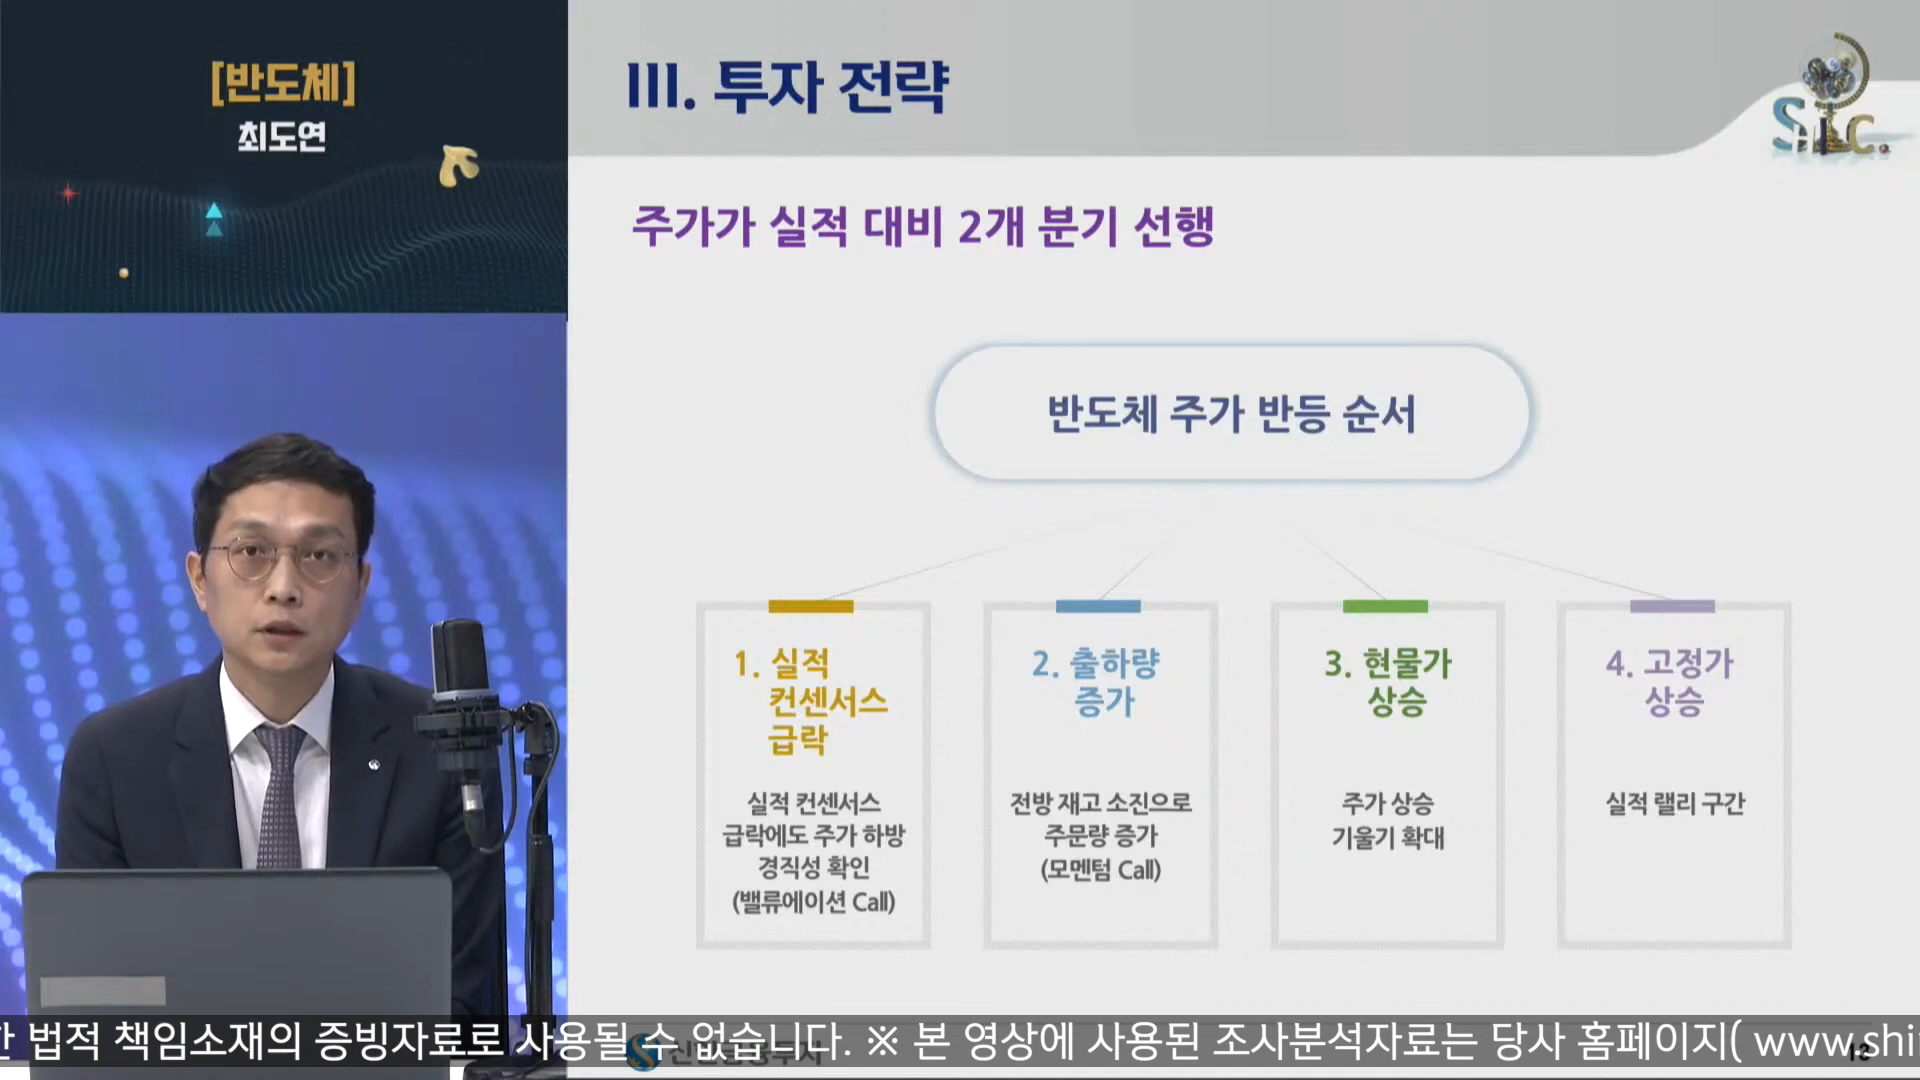 [반도체]
최도연
III. 투자 전략
SHIC.
주가가 실적 대비 2개 분기 선행
반도체 주가 반등 순서
1. 실적
컨센서스
급락
실적 컨센서스
급락에도 주가 하방
경직성 확인
(밸류에이션 Call)
2. 출하량
증가
전방 재고 소진으로
주문량 증가
(모멘텀 Call)
3. 현물가
상승
주가 상승
기울기 확대
4. 고정가
상승
실적 랠리 구간
법적 책임소재의 증빙자료로 사용될 수 없습니다. ※ 본 영상에 사용된 조사분석자료는 당사 홈페이지( www.shi